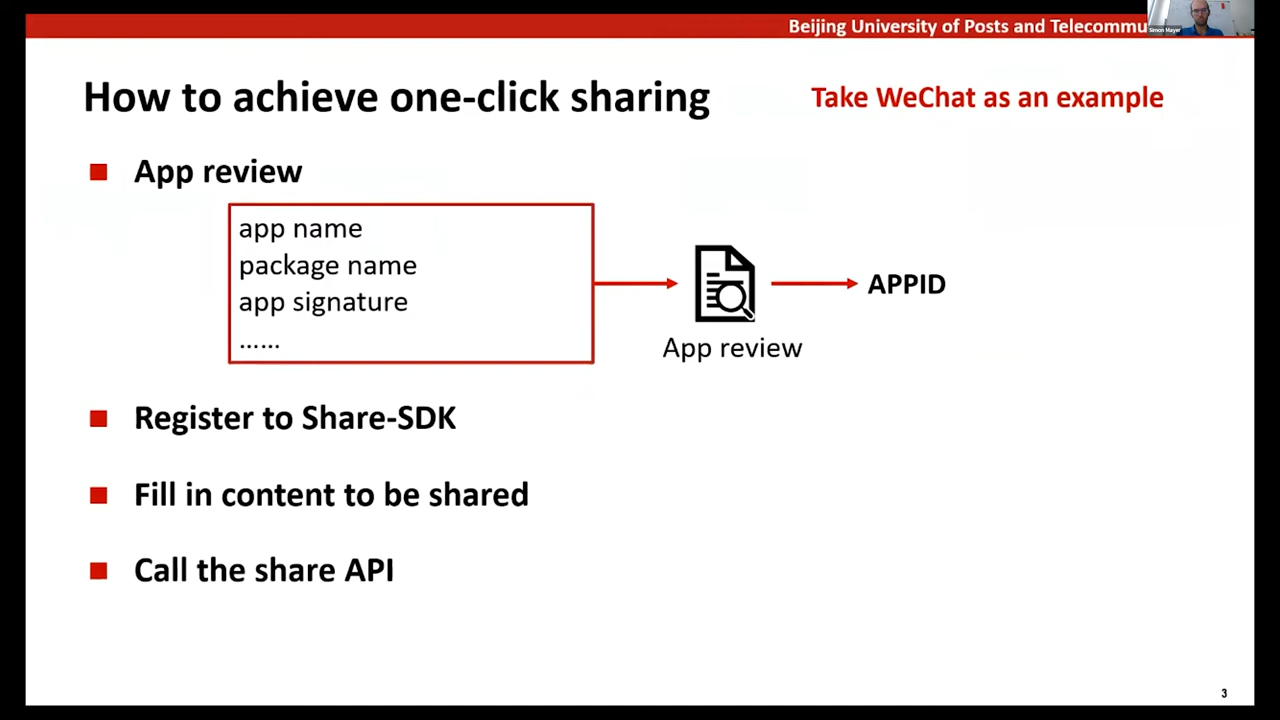 Beijing University of Posts and
Simon Mayer
How to achieve one-click sharing
Take WeChat as an example
App review
app name
package name
app signature
......
App review
APPID
Register to Share-SDK
Fill in content to be shared
Call the share API
3